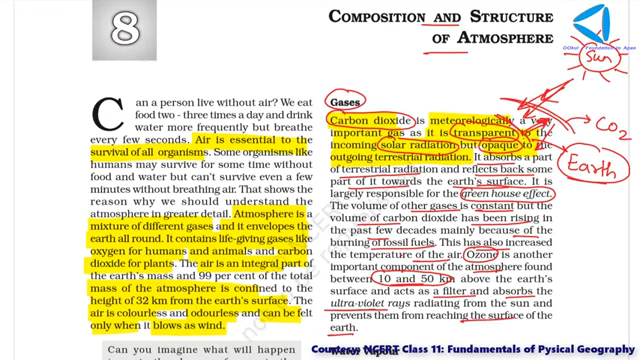 8
COMPOSITION AND STRUCTURE
OF ATMOSPHERE
Sun
CO2
Earth
Can a person live without air? We eat
food two - three times a day and drink
water more frequently but breathe
every few seconds. Air is essential to the
survival of all organisms. Some organisms like
humans may survive for some time without
food and water but can't survive even a few
minutes without breathing air. That shows the
reason why we should understand the
atmosphere in greater detail. Atmosphere is a
mixture of different gases and it envelopes the
earth all round. It contains life-giving gases like
oxygen for humans and animals and carbon
dioxide for plants. The air is an integral part of
the earth's mass and 99 per cent of the total
mass of the atmosphere is confined to the
height of 32 km from the earth's surface. The
air is colourless and odourless and can be felt
only when it blows as wind.
Can you imagine what will happen
Gases
Carbon dioxide is meteorologically a very
important gas as it is transparent to the
incoming solar radiation but opaque to the
outgoing terrestrial radiation. It absorbs a part
of terrestrial radiation and reflects back some
part of it towards the earth's surface. It is
largely responsible for the green house effect.
The volume of other gases is constant but the
volume of carbon dioxide has been rising in
the past few decades mainly because of the
burning of fossil fuels. This has also increased
the temperature of the air. Ozone is another
important component of the atmosphere found
between 10 and 50 km above the earth's
surface and acts as a filter and absorbs the
ultra-violet rays radiating from the sun and
prevents them from reaching the surface of the
earth.
Water Vapour
Courtesy: NCERT Class 11: Fundamentals of Pysical Geography